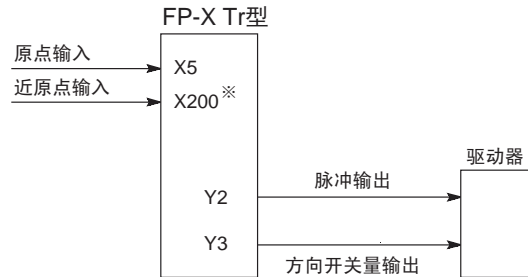 FP-X Tr型
原点输入
X5
近原点输入
X200※
驱动器
Y2
脉冲输出
Y3
方向开关量输出